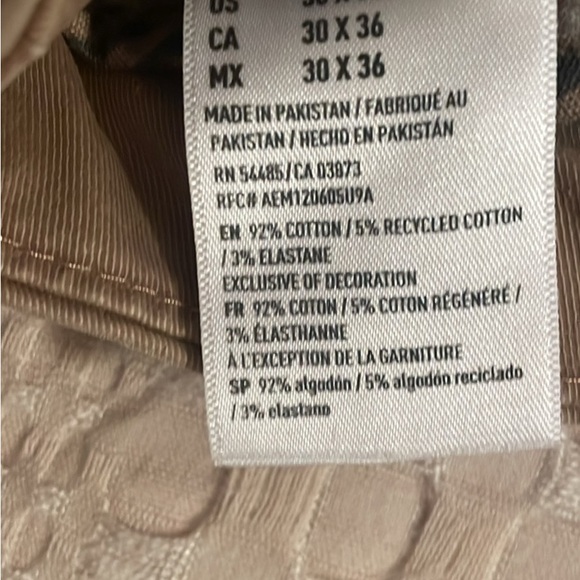 US
CA 30 X 36
MX 30 X 36
MADE IN PAKISTAN / FABRIQUÉ AU
PAKISTAN / HECHO EN PAKISTÁN
RN 54485 / CA 03873
RFC# AEM120605U9A
EN 92% COTTON / 5% RECYCLED COTTON
/ 3% ELASTANE
EXCLUSIVE OF DECORATION
FR 92% COTON / 5% COTON RÉGÉNÉRÉ /
3% ÉLASTHANNE
À L'EXCEPTION DE LA GARNITURE
SP 92% algodón / 5% algodón reciclado
/ 3% elastano